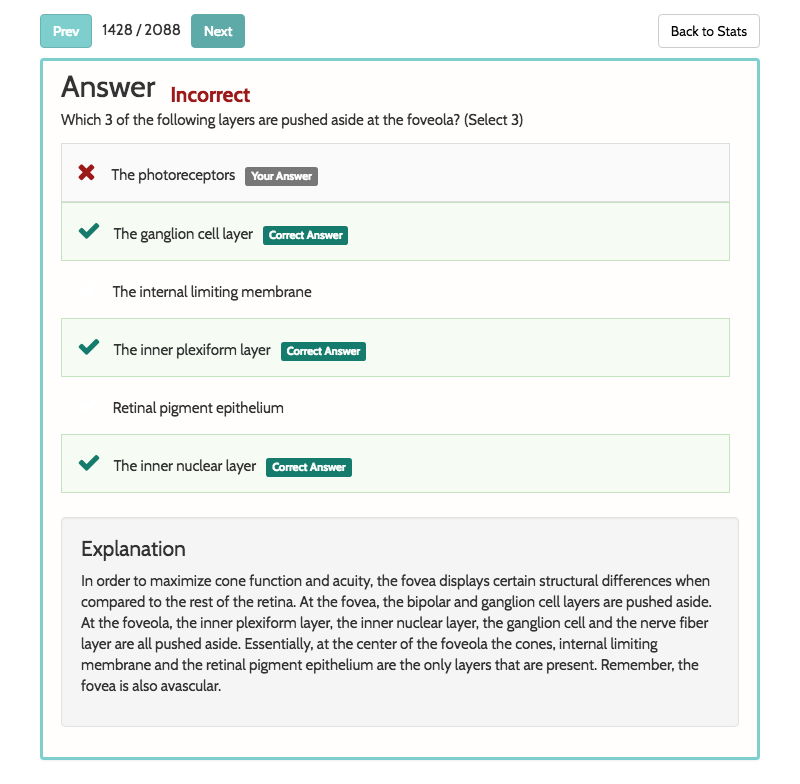 Prev 1428 / 2088 Next Back to Stats
Answer Incorrect
Which 3 of the following layers are pushed aside at the foveola? (Select 3)
The photoreceptors Your Answer
The ganglion cell layer Correct Answer
The internal limiting membrane
The inner plexiform layer Correct Answer
Retinal pigment epithelium
The inner nuclear layer Correct Answer
Explanation
In order to maximize cone function and acuity, the fovea displays certain structural differences when
compared to the rest of the retina. At the fovea, the bipolar and ganglion cell layers are pushed aside.
At the foveola, the inner plexiform layer, the inner nuclear layer, the ganglion cell and the nerve fiber
layer are all pushed aside. Essentially, at the center of the foveola the cones, internal limiting
membrane and the retinal pigment epithelium are the only layers that are present. Remember, the
fovea is also avascular.